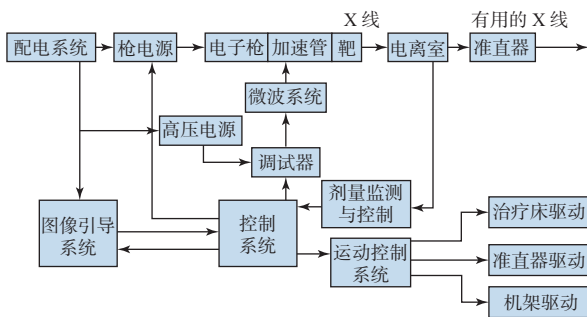 X 线
有用的 X 线
配电系统
枪电源
电子枪
加速管
靶
电离室
准直器
微波系统
高压电源
调试器
剂量监测
与控制
图像引导
系统
控制
系统
运动控制
系统
治疗床驱动
准直器驱动
机架驱动